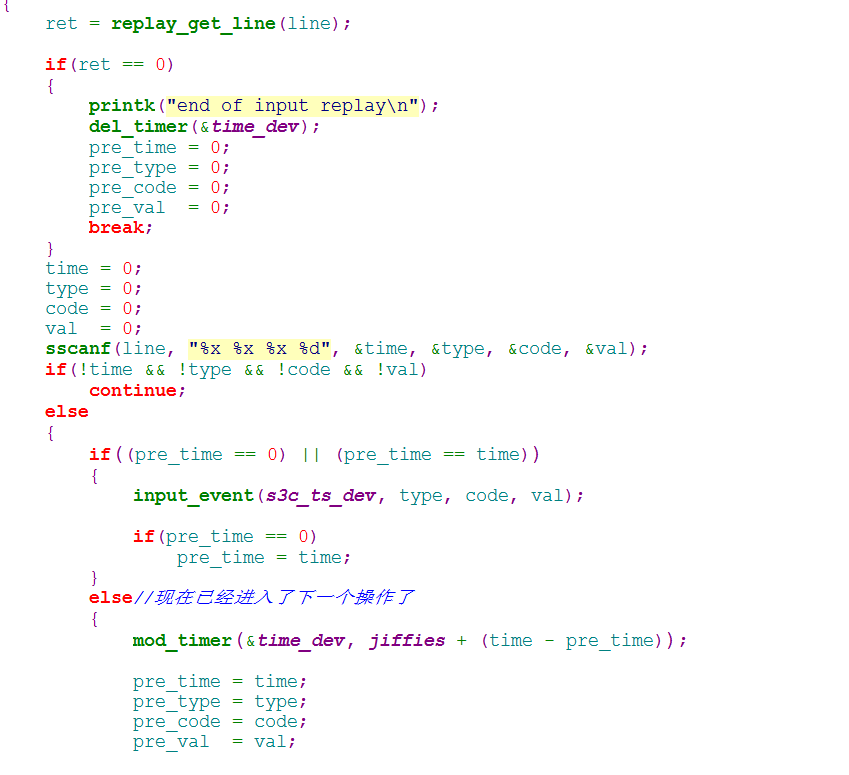 {
    ret = replay_get_line(line);
    if(ret == 0)
    {
        printk("end of input replay\n");
        del_timer(&time_dev);
        pre_time = 0;
        pre_type = 0;
        pre_code = 0;
        pre_val  = 0;
        break;
    }
    time = 0;
    type = 0;
    code = 0;
    val  = 0;
    sscanf(line, "%x %x %x %d", &time, &type, &code, &val);
    if(!time && !type && !code && !val)
        continue;
    else
    {
        if((pre_time == 0) || (pre_time == time))
        {
            input_event(s3c_ts_dev, type, code, val);
            if(pre_time == 0)
                pre_time = time;
        }
        else//现在已经进入了下一个操作了
        {
            mod_timer(&time_dev, jiffies + (time - pre_time));
            pre_time = time;
            pre_type = type;
            pre_code = code;
            pre_val  = val;